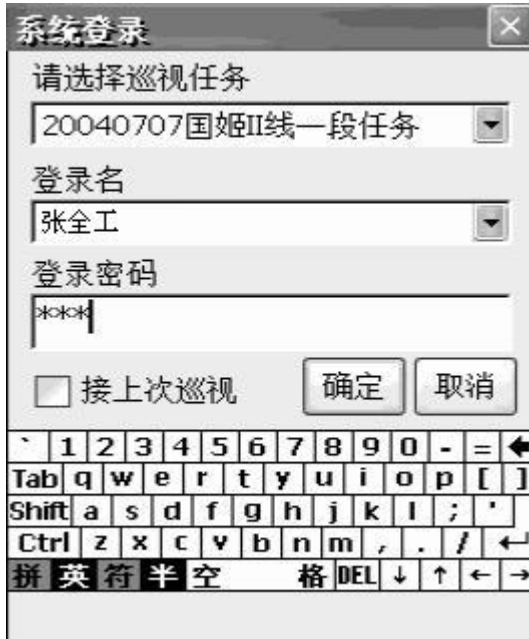 系统登录
请选择巡视任务
20040707国姬II线一段任务
登录名
张全工
登录密码
***
接上次巡视 确定 取消
` 1 2 3 4 5 6 7 8 9 0 - = ←
Tab q w e r t y u i o p [ ]
Shift a s d f g h j k l ; '
Ctrl z x c v b n m , . / ↵
拼 英 符 半 空 格 DEL ↓ ↑ ← →